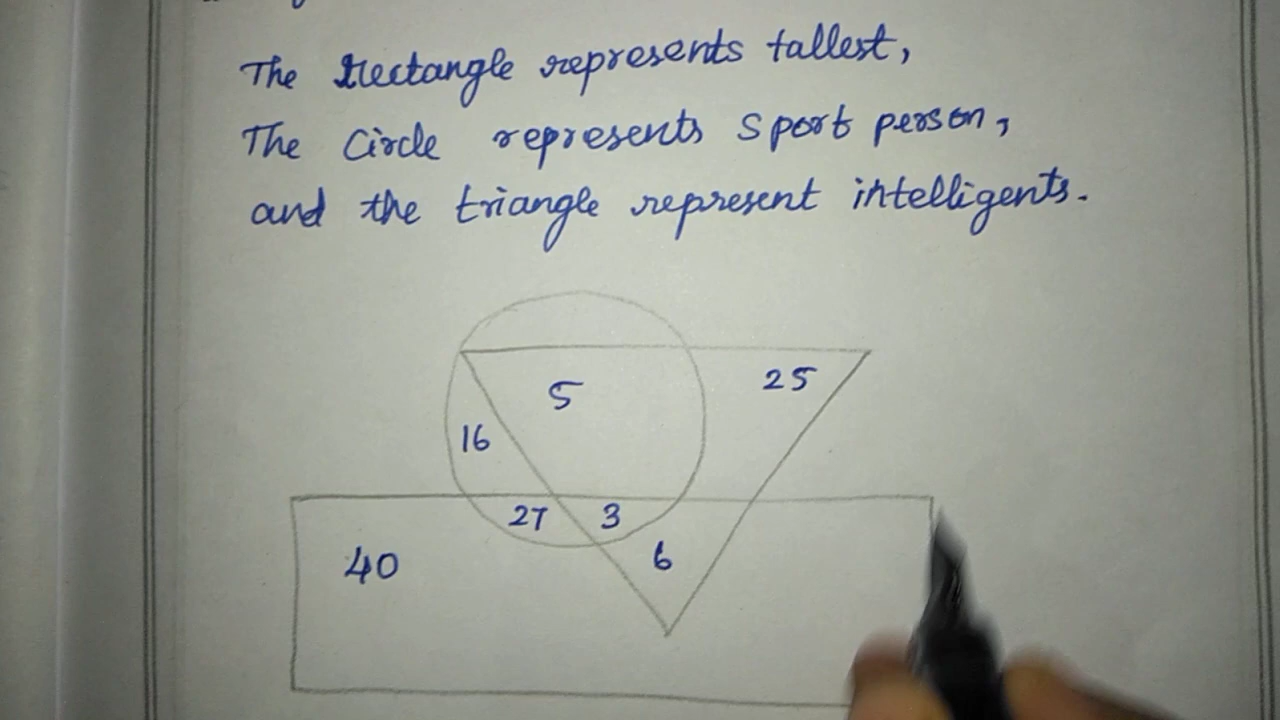 The Rectangle represents tallest,
The Circle represents sport person,
and the triangle represent intelligents.
5
25
16
27
3
40
6